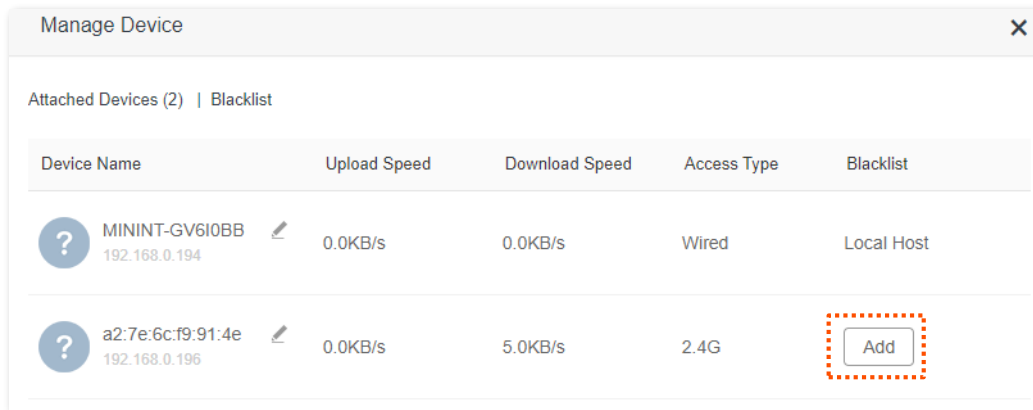 Manage Device
Attached Devices (2) | Blacklist
Device Name Upload Speed Download Speed Access Type Blacklist
? MININT-GV6I0BB 0.0KB/s 0.0KB/s Wired Local Host
192.168.0.194
? a2:7e:6c:f9:91:4e 0.0KB/s 5.0KB/s 2.4G Add
192.168.0.196